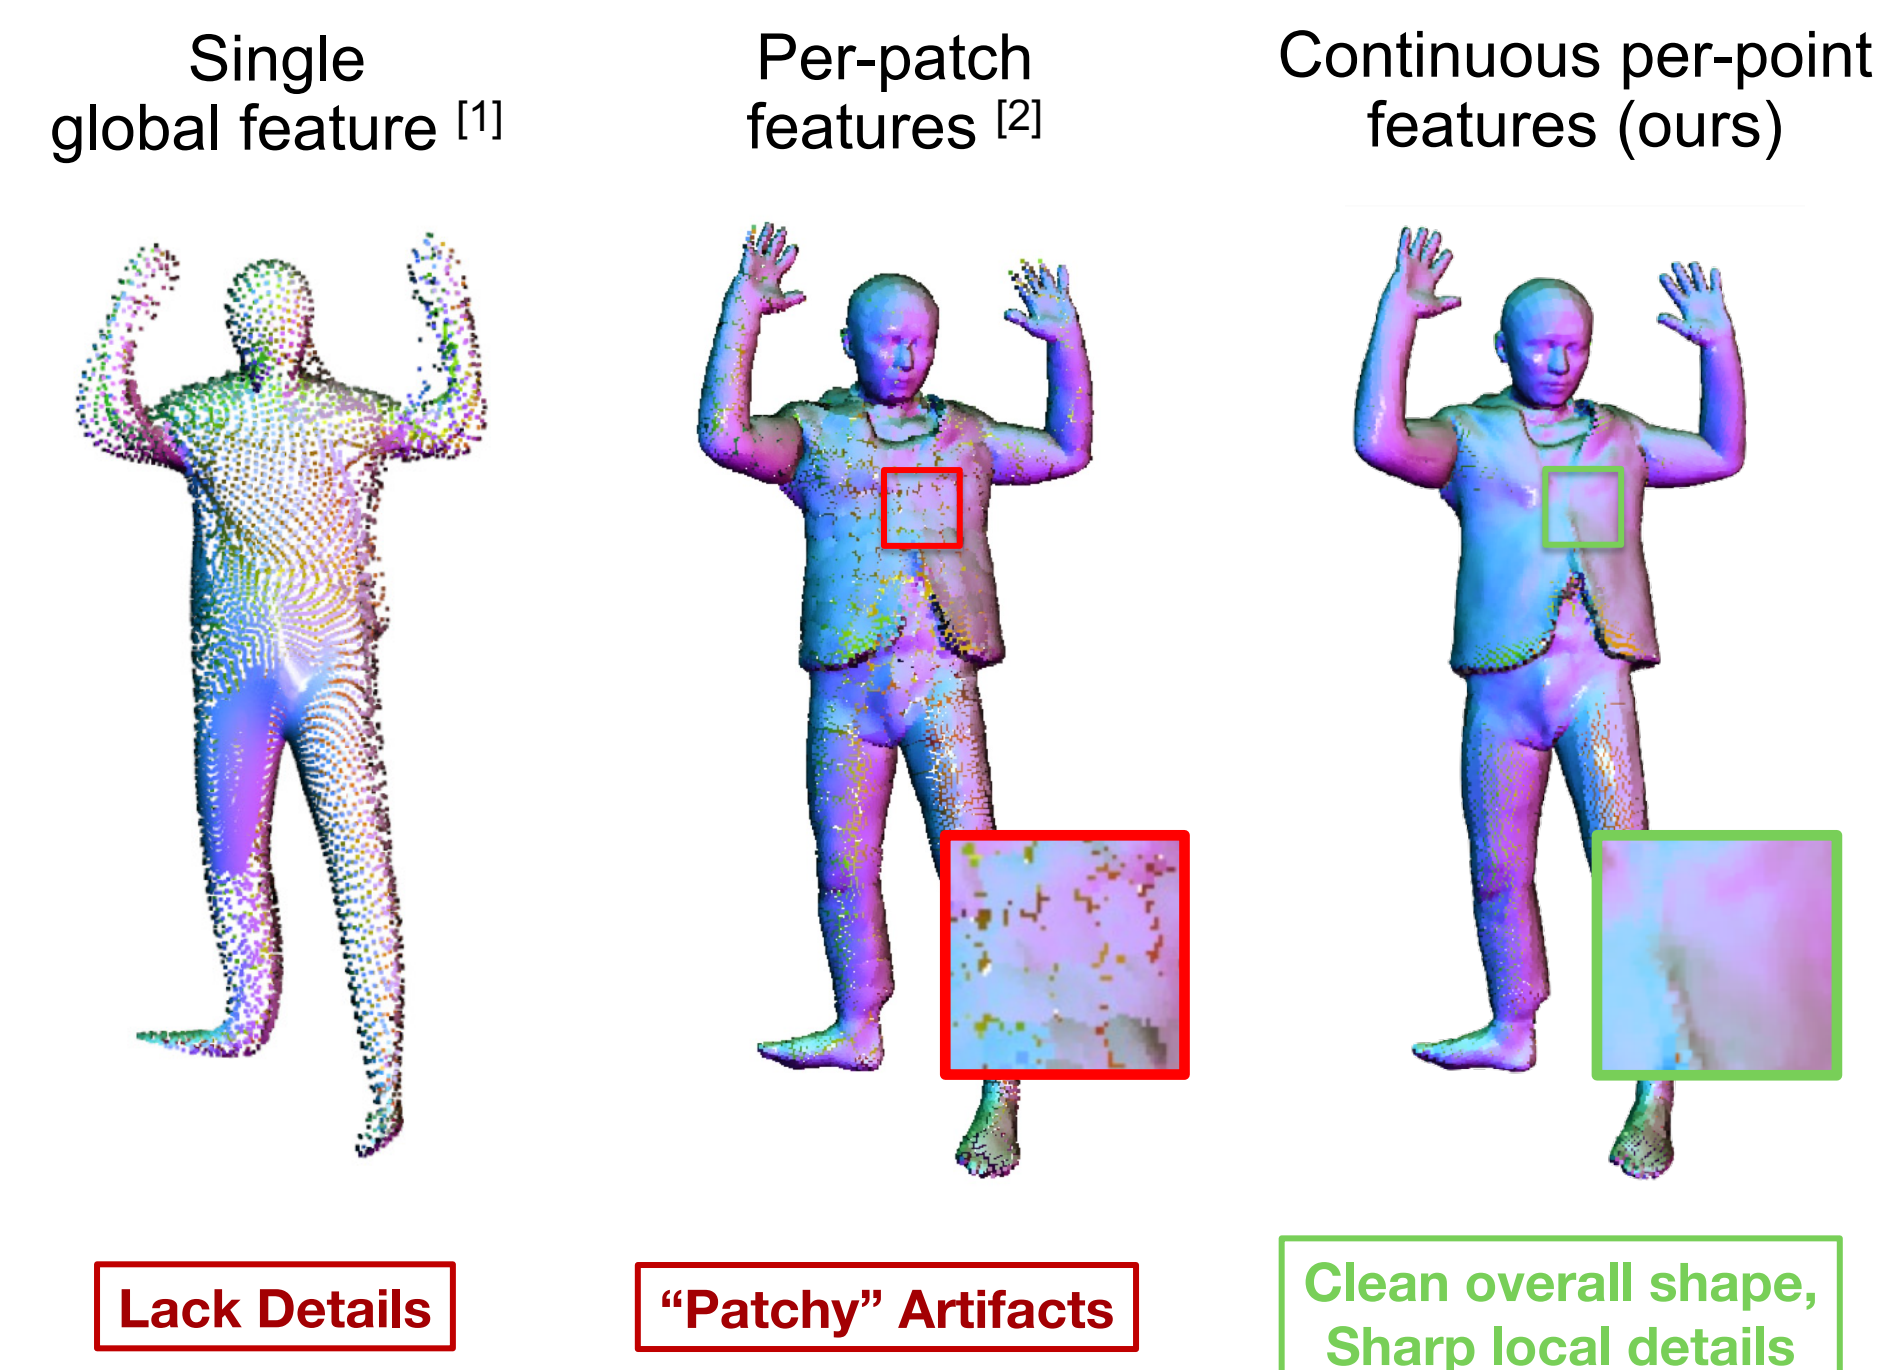 Single
global feature [1]
Per-patch
features [2]
Continuous per-point
features (ours)
Lack Details
“Patchy” Artifacts
Clean overall shape,
Sharp local details